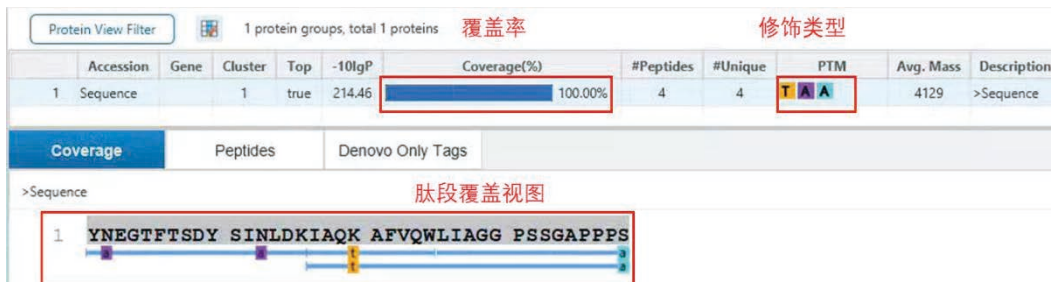 Protein View Filter 1 protein groups, total 1 proteins 覆盖率 修饰类型
Accession Gene Cluster Top -10lgP Coverage(%) #Peptides #Unique PTM Avg. Mass Description
1 Sequence 1 true 214.46 100.00% 4 4 T A A 4129 >Sequence
Coverage Peptides Denovo Only Tags
>Sequence
肽段覆盖视图
1 YNEGTFTSDY SINLDKIAQK AFVQWLIAGG PSSGAPPPS
a a t a
t a